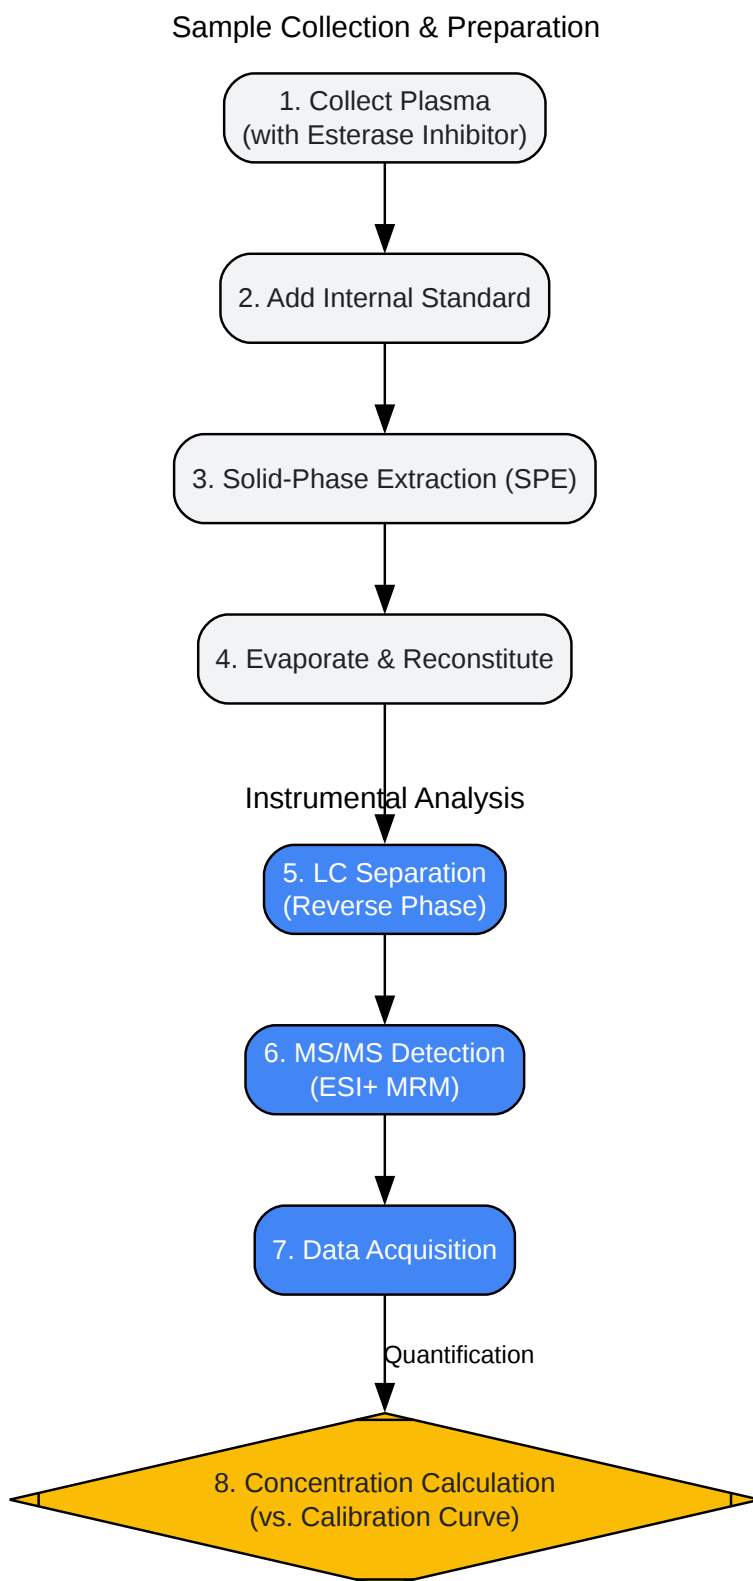 Sample Collection & Preparation
1. Collect Plasma
(with Esterase Inhibitor)
2. Add Internal Standard
3. Solid-Phase Extraction (SPE)
4. Evaporate & Reconstitute
Instrumental Analysis
5. LC Separation
(Reverse Phase)
6. MS/MS Detection
(ESI+ MRM)
7. Data Acquisition
Quantification
8. Concentration Calculation
(vs. Calibration Curve)